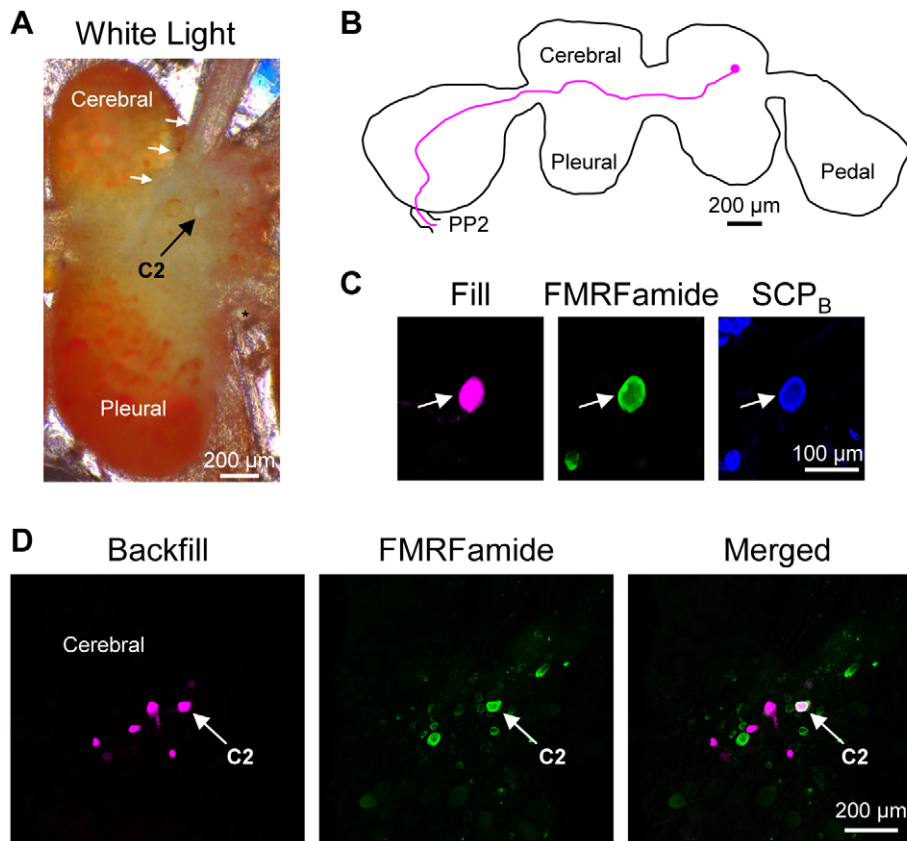 A
White Light
Cerebral
C2
*
Pleural
200 µm
B
Cerebral
Pleural
Pedal
PP2
200 µm
C
Fill
FMRFamide
SCP_B
100 µm
D
Backfill
FMRFamide
Merged
Cerebral
C2
C2
C2
200 µm